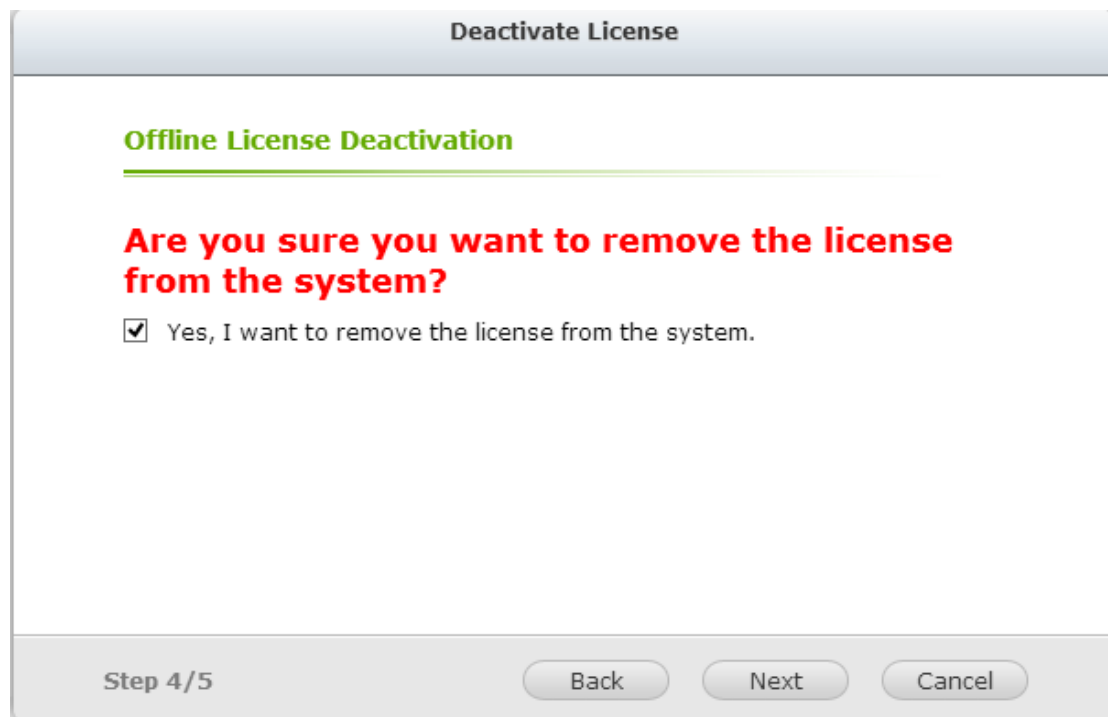 Deactivate License
Offline License Deactivation
Are you sure you want to remove the license
from the system?
Yes, I want to remove the license from the system.
Step 4/5
Back
Next
Cancel